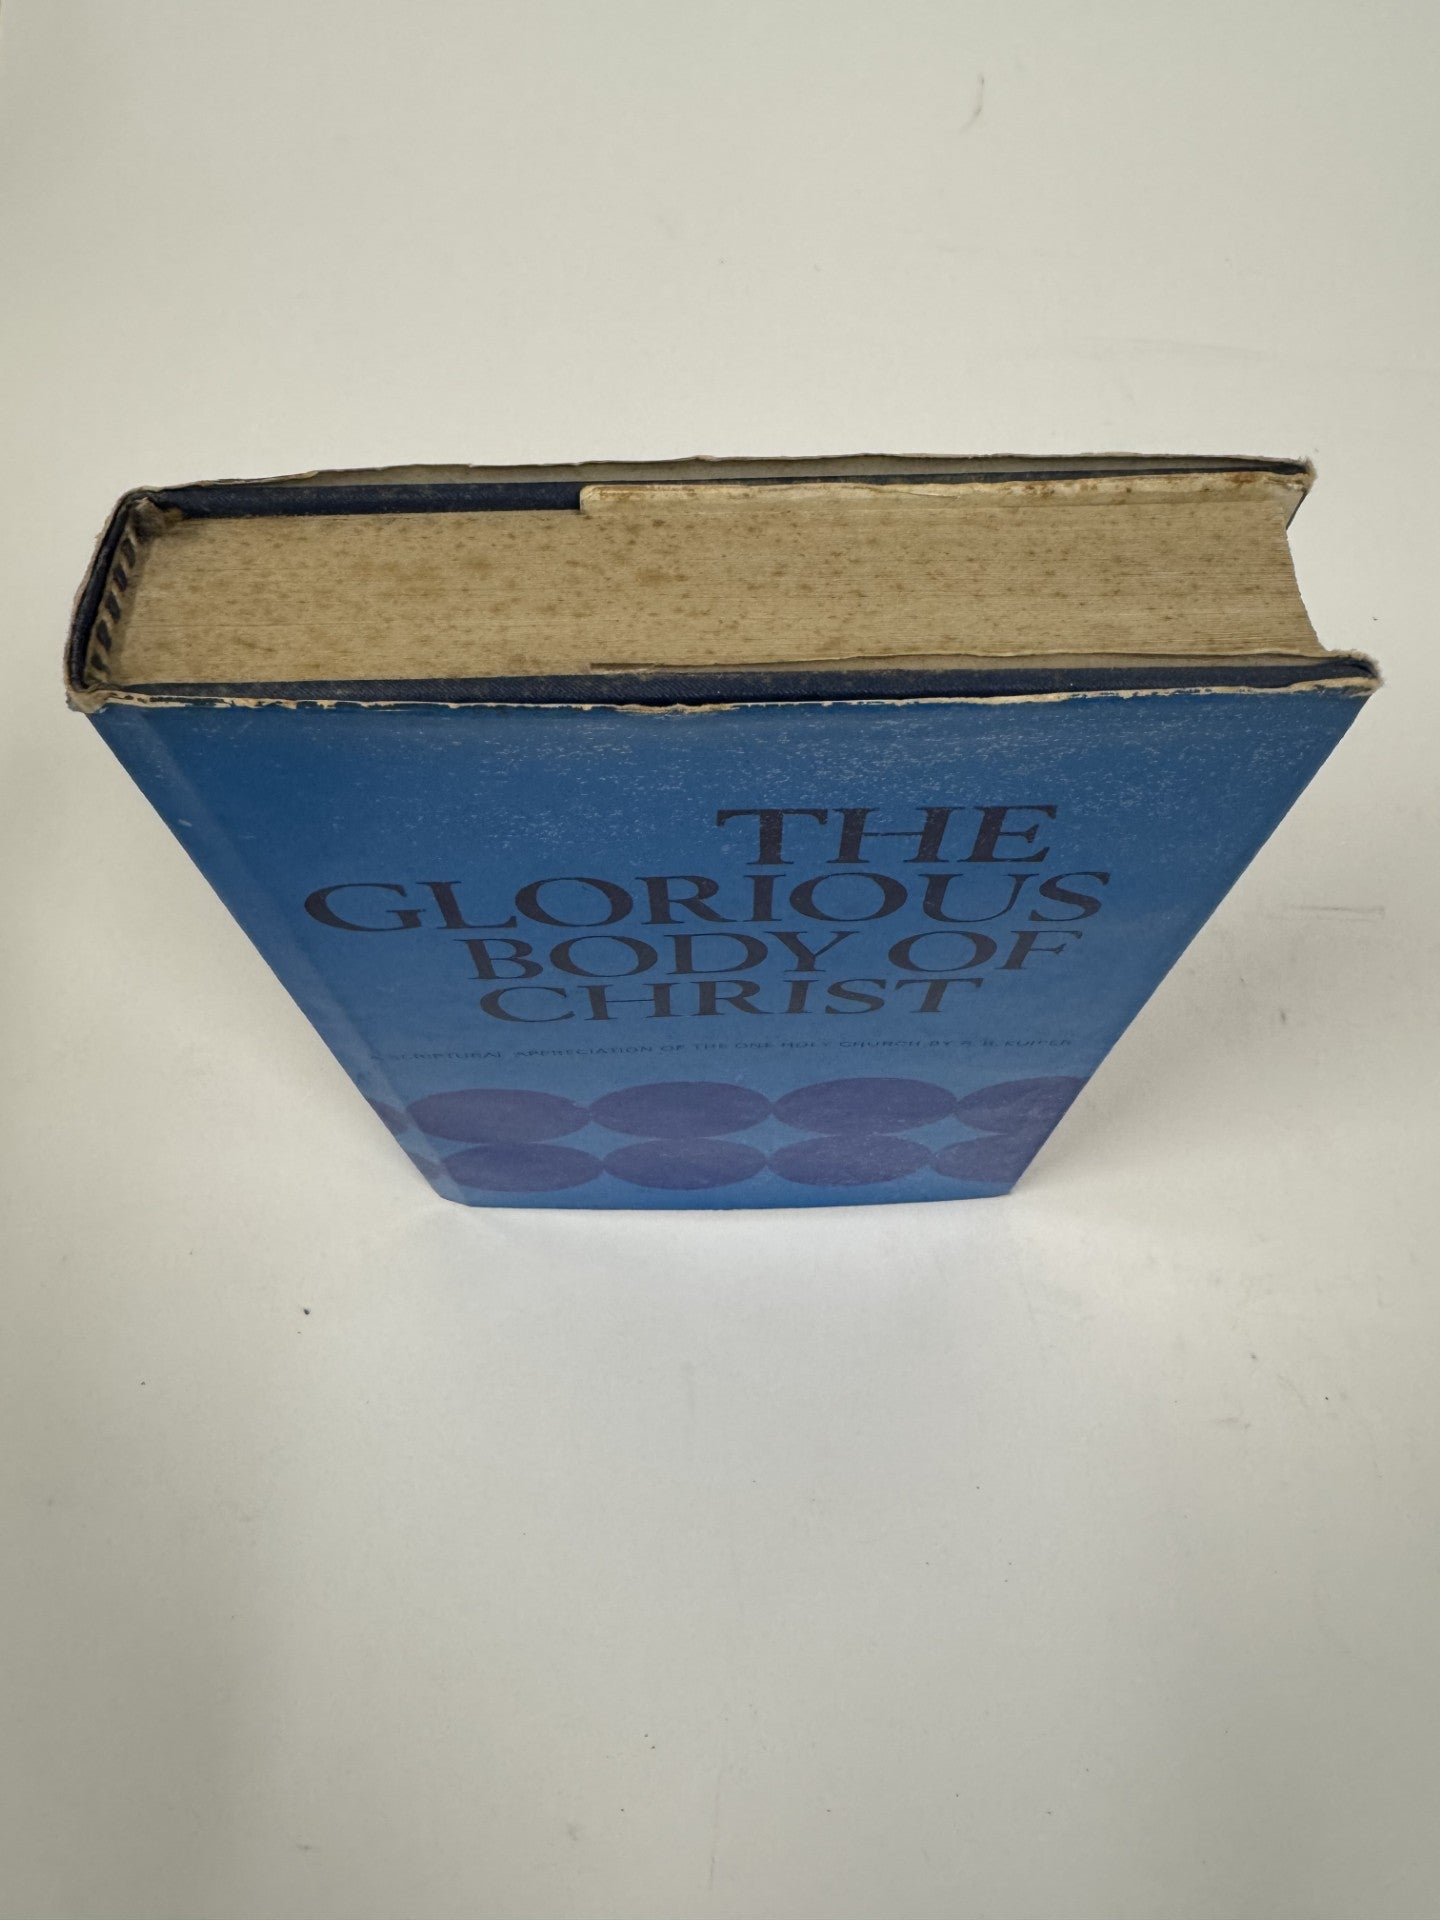 THE
GLORIOUS
BODY OF
CHRIST
A SCRIPTURAL APPRECIATION OF THE ONE HOLY CHURCH BY R. B. KUIPER